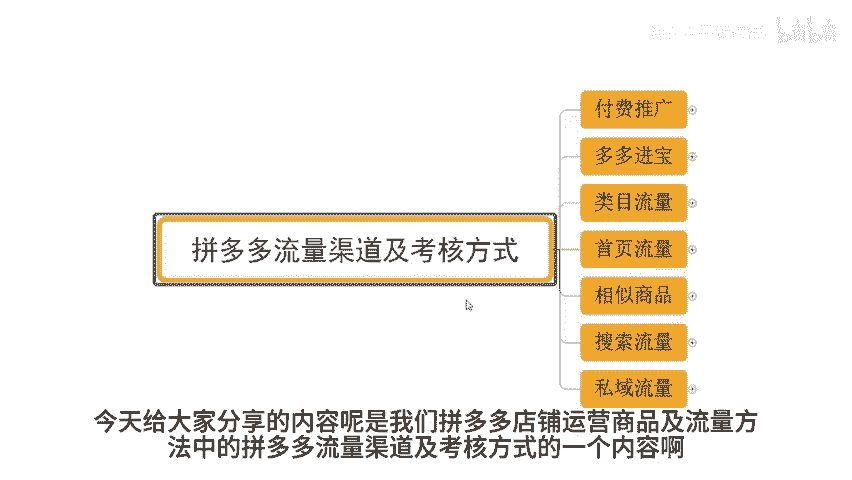 付费推广
多多进宝
类目流量
首页流量
拼多多流量渠道及考核方式
相似商品
搜索流量
私域流量
今天给大家分享的内容呢是我们拼多多店铺运营商品及流量方
法中的拼多多流量渠道及考核方式的一个内容啊